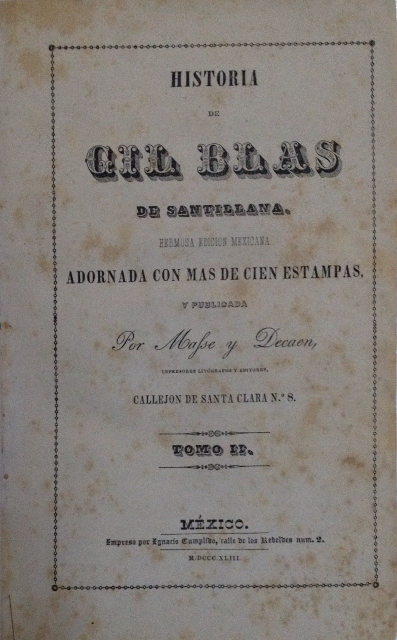 HISTORIA
DE
GIL BLAS
DE SANTILLANA.
HERMOSA EDICION MEXICANA
ADORNADA CON MAS DE CIEN ESTAMPAS,
Y PUBLICADA
Por Maſse y Decaen,
IMPRESORES LITÓGRAFOS Y EDITORES,
CALLEJON DE SANTA CLARA N.º 8.
TOMO II.
MÉXICO.
Impreso por Ignacio Cumplido, calle de los Rebeldes num. 2.
M.DCCC.XLIII